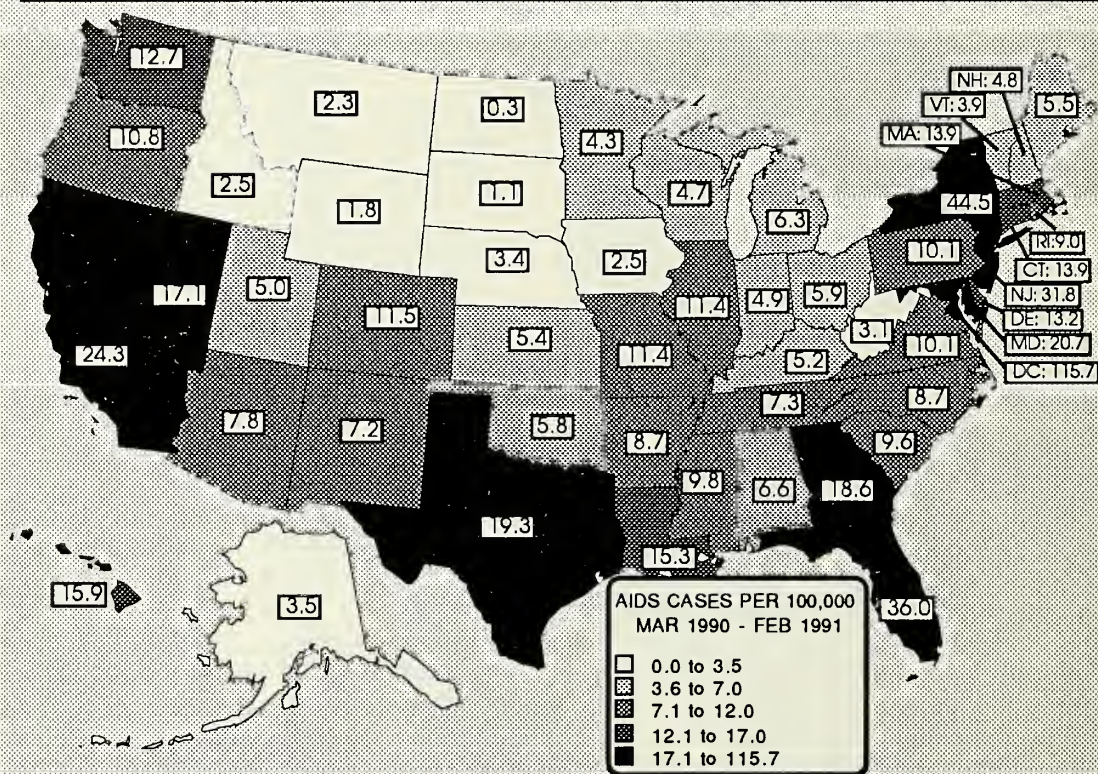 12.7
2.3
0.3
NH: 4.8
VT: 3.9
5.5
MA: 13.9
10.8
4.3
2.5
1.8
1.1
4.7
6.3
44.5
3.4
2.5
RI:9.0
10.1
CT: 13.9
17.1
5.0
11.5
11.4
4.9
5.9
NJ: 31.8
DE: 13.2
3.1
10.1
MD: 20.7
24.3
5.4
11.4
5.2
DC: 115.7
7.8
7.2
5.8
8.7
7.3
8.7
9.6
9.8
6.6
18.6
19.3
15.3
15.9
3.5
36.0
AIDS CASES PER 100,000
MAR 1990 - FEB 1991
0.0 to 3.5
3.6 to 7.0
7.1 to 12.0
12.1 to 17.0
17.1 to 115.7